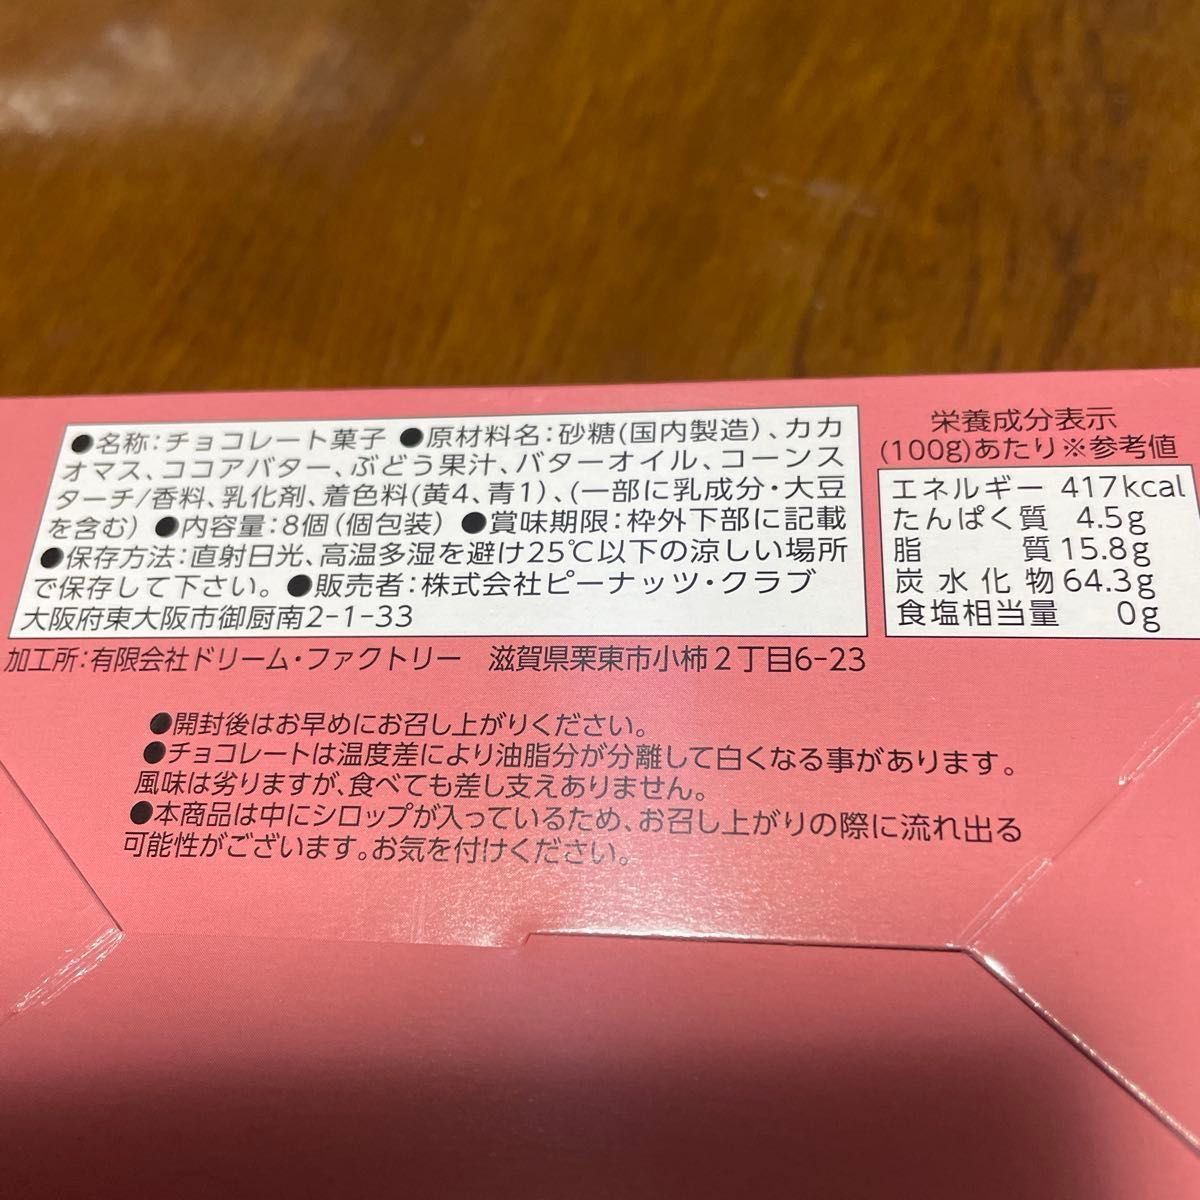 ●名称:チョコレート菓子 ●原材料名:砂糖(国内製造)、カカ
オマス、ココアバター、ぶどう果汁、バターオイル、コーンス
ターチ/香料、乳化剤、着色料(黄4、青1)、(一部に乳成分・大豆
を含む) ●内容量:8個(個包装) ●賞味期限:枠外下部に記載
●保存方法:直射日光、高温多湿を避け25℃以下の涼しい場所
で保存して下さい。●販売者:株式会社ピーナッツ・クラブ
大阪府東大阪市御厨南2-1-33
加工所:有限会社ドリーム・ファクトリー 滋賀県栗東市小柿2丁目6-23
栄養成分表示
(100g)あたり※参考値
エネルギー 417kcal
たんぱく質 4.5g
脂質 15.8g
炭水化物 64.3g
食塩相当量 0g
●開封後はお早めにお召し上がりください。
●チョコレートは温度差により油脂分が分離して白くなる事があります。
風味は劣りますが、食べても差し支えありません。
●本商品は中にシロップが入っているため、お召し上がりの際に流れ出る
可能性がございます。お気を付けください。